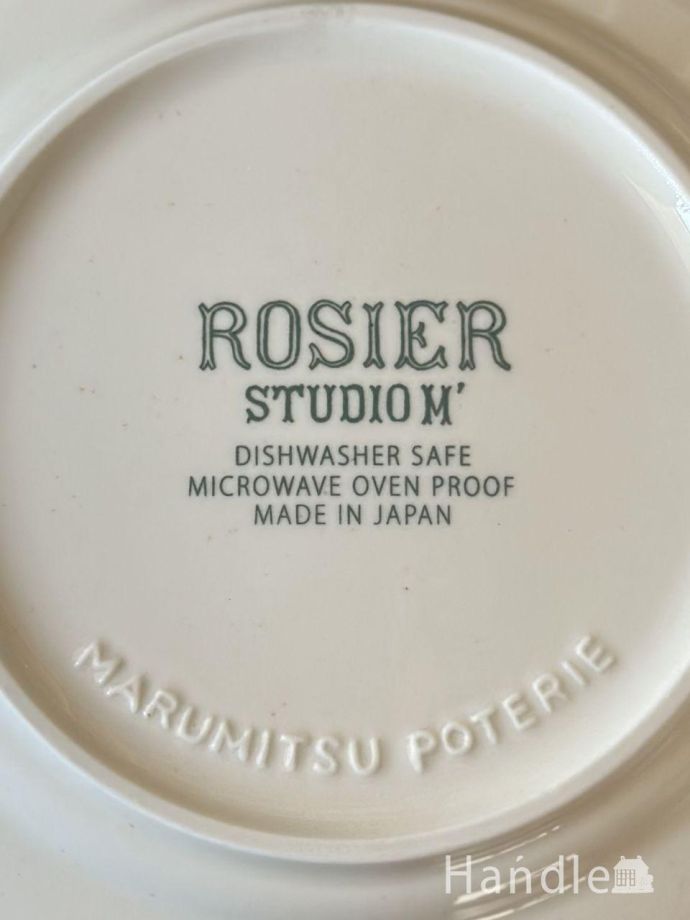 ROSIER
STUDIO M'
DISHWASHER SAFE
MICROWAVE OVEN PROOF
MADE IN JAPAN
MARUMITSU POTERIE
Handle